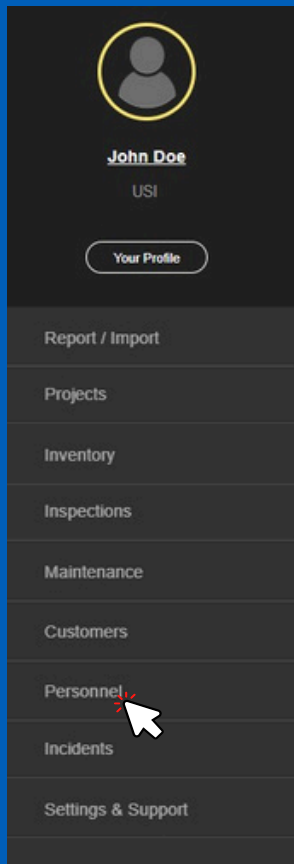 John Doe
USI
Your Profile
Report / Import
Projects
Inventory
Inspections
Maintenance
Customers
Personnel
Incidents
Settings & Support